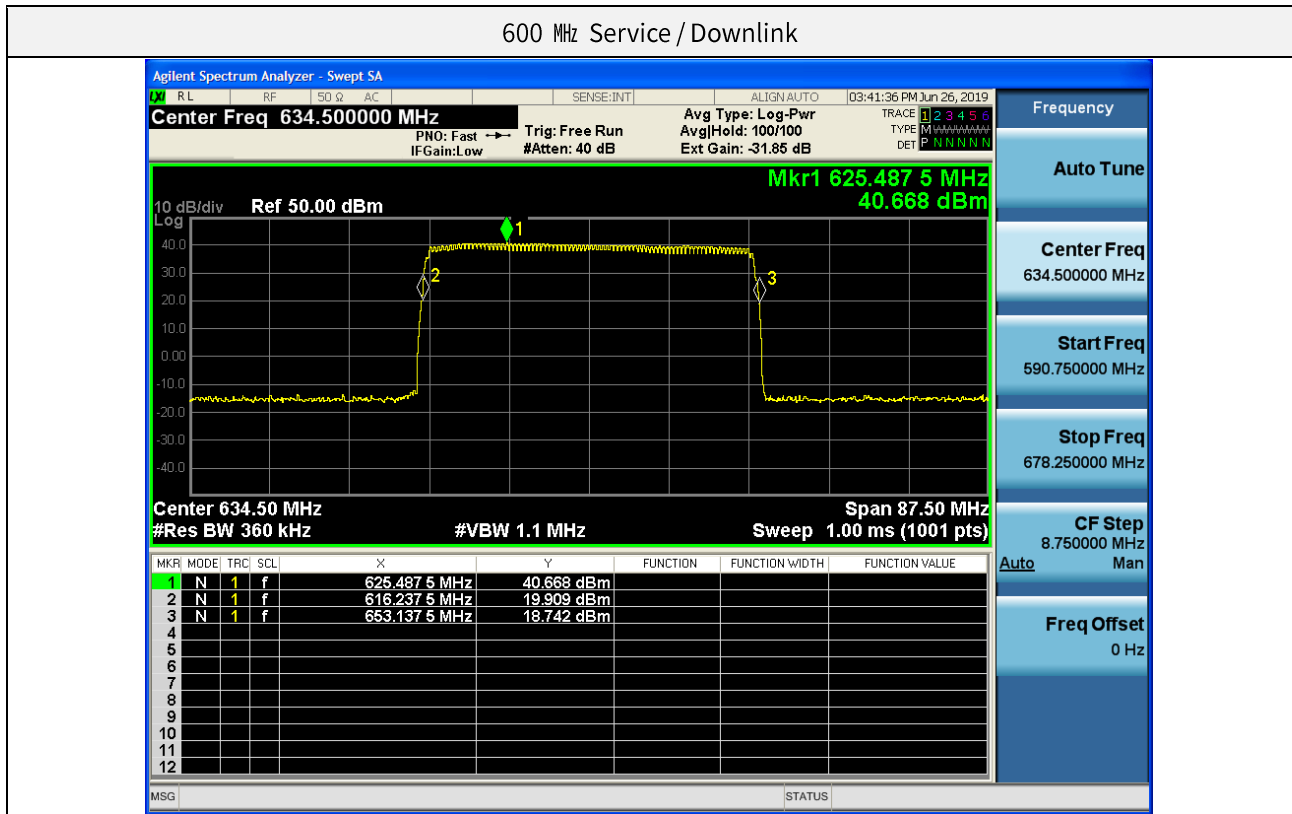 600 ㎒ Service / Downlink
Agilent Spectrum Analyzer - Swept SA
LXI RL RF 50 Ω AC SENSE:INT ALIGN AUTO 03:41:36 PM Jun 26, 2019
Center Freq 634.500000 MHz
PNO: Fast
IFGain:Low
Trig: Free Run
#Atten: 40 dB
Avg Type: Log-Pwr
Avg|Hold: 100/100
Ext Gain: -31.85 dB
TRACE 1 2 3 4 5 6
TYPE M
DET P N N N N N
Mkr1 625.487 5 MHz
40.668 dBm
10 dB/div Ref 50.00 dBm
Log
40.0
30.0
20.0
10.0
0.00
-10.0
-20.0
-30.0
-40.0
1
2
3
Center 634.50 MHz Span 87.50 MHz
#Res BW 360 kHz #VBW 1.1 MHz Sweep 1.00 ms (1001 pts)
MKR MODE TRC SCL X Y FUNCTION FUNCTION WIDTH FUNCTION VALUE
1 N 1 f 625.487 5 MHz 40.668 dBm
2 N 1 f 616.237 5 MHz 19.909 dBm
3 N 1 f 653.137 5 MHz 18.742 dBm
4
5
6
7
8
9
10
11
12
MSG STATUS
Frequency
Auto Tune
Center Freq
634.500000 MHz
Start Freq
590.750000 MHz
Stop Freq
678.250000 MHz
CF Step
8.750000 MHz
Auto Man
Freq Offset
0 Hz